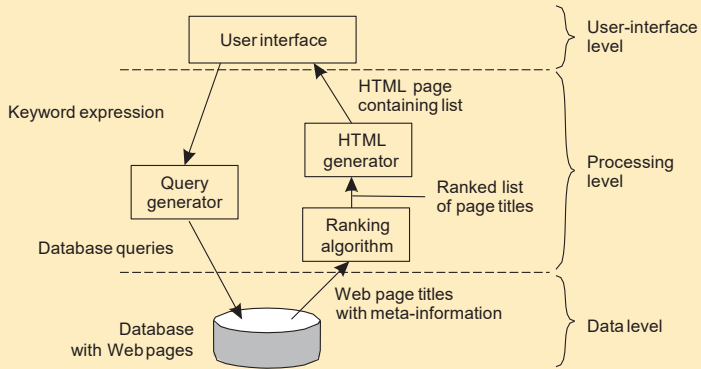 User interface
User-interface
level
HTML page
containing list
Keyword expression
HTML
generator
Processing
level
Query
generator
Ranked list
of page titles
Ranking
algorithm
Database queries
Web page titles
with meta-information
Database
with Web pages
Data level